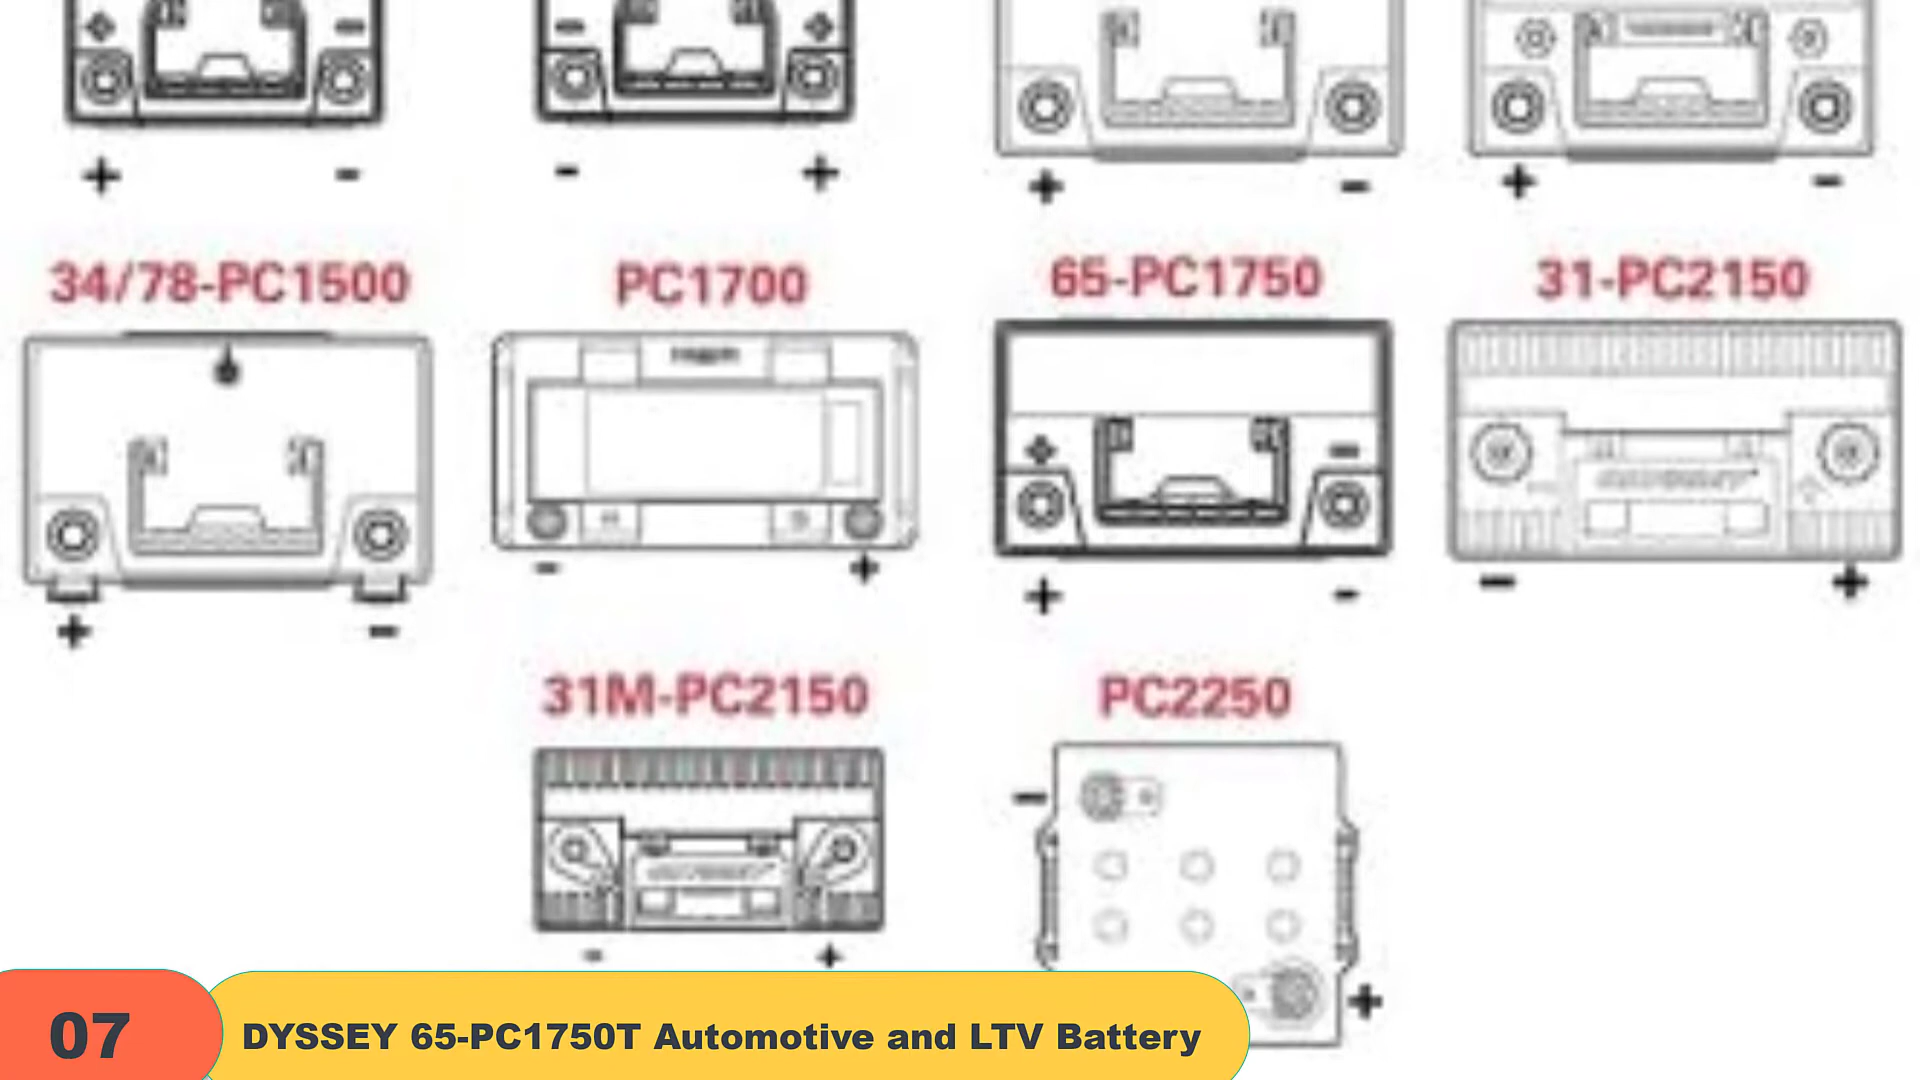 + - - + + - + -
34/78-PC1500 PC1700 65-PC1750 31-PC2150
+ - - + + - - +
31M-PC2150 PC2250
- + - +
07 DYSSEY 65-PC1750T Automotive and LTV Battery